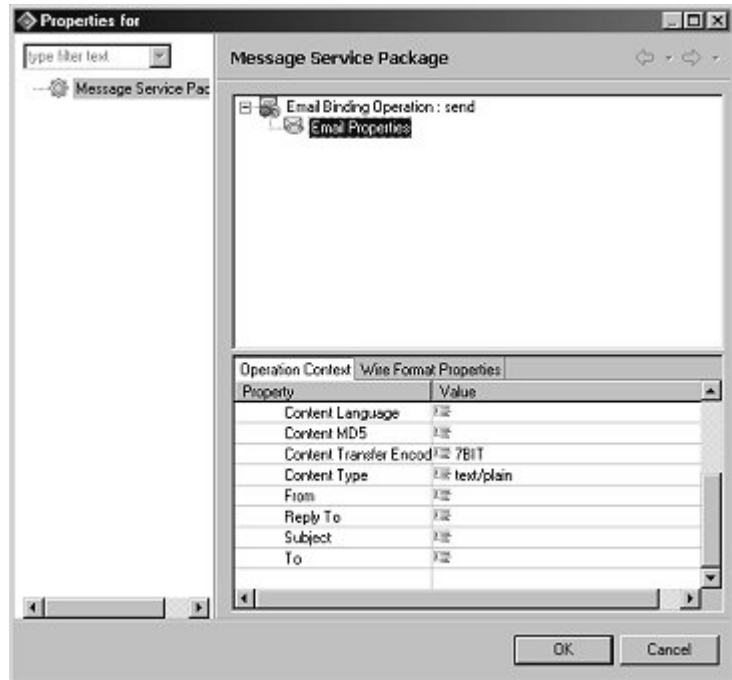 Properties for
type filter text
Message Service Pac
Message Service Package
Email Binding Operation : send
Email Properties
Operation Context Wire Format Properties
Property Value
Content Language
Content MD5
Content Transfer Encod 7BIT
Content Type text/plain
From
Reply To
Subject
To
OK Cancel